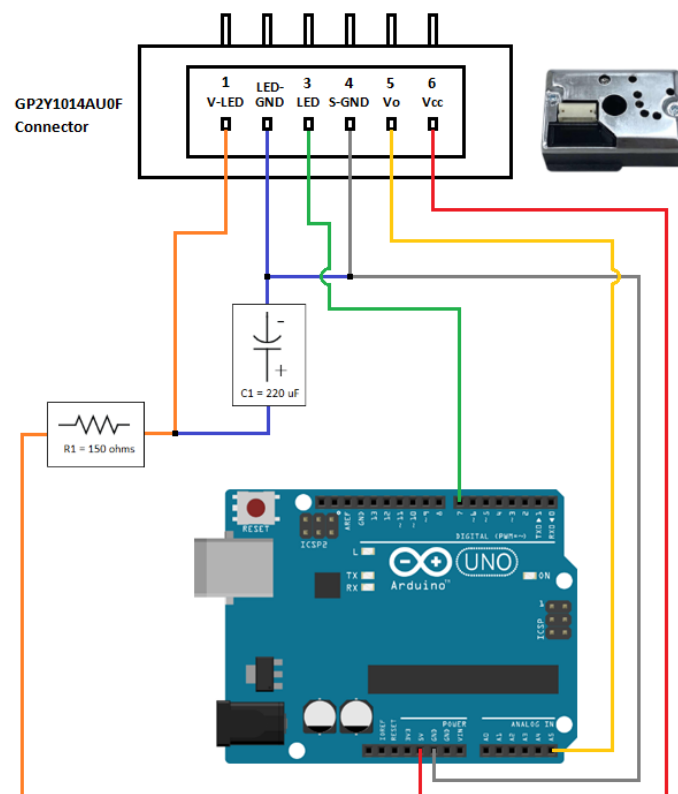 GP2Y1014AU0F
Connector
1
V-LED
LED-
GND
3
LED
4
S-GND
5
Vo
6
Vcc
-
+
C1 = 220 uF
R1 = 150 ohms
RESET
ICSP2
AREF
GND
13
12
~11
~10
~9
8
7
~6
~5
4
~3
2
TXD▶1
RXD◀0
DIGITAL (PWM=~)
L
TX
RX
Arduino™
UNO
ON
1
ICSP
POWER
ANALOG IN
IOREF
RESET
3V3
5V
GND
GND
VIN
A0
A1
A2
A3
A4
A5